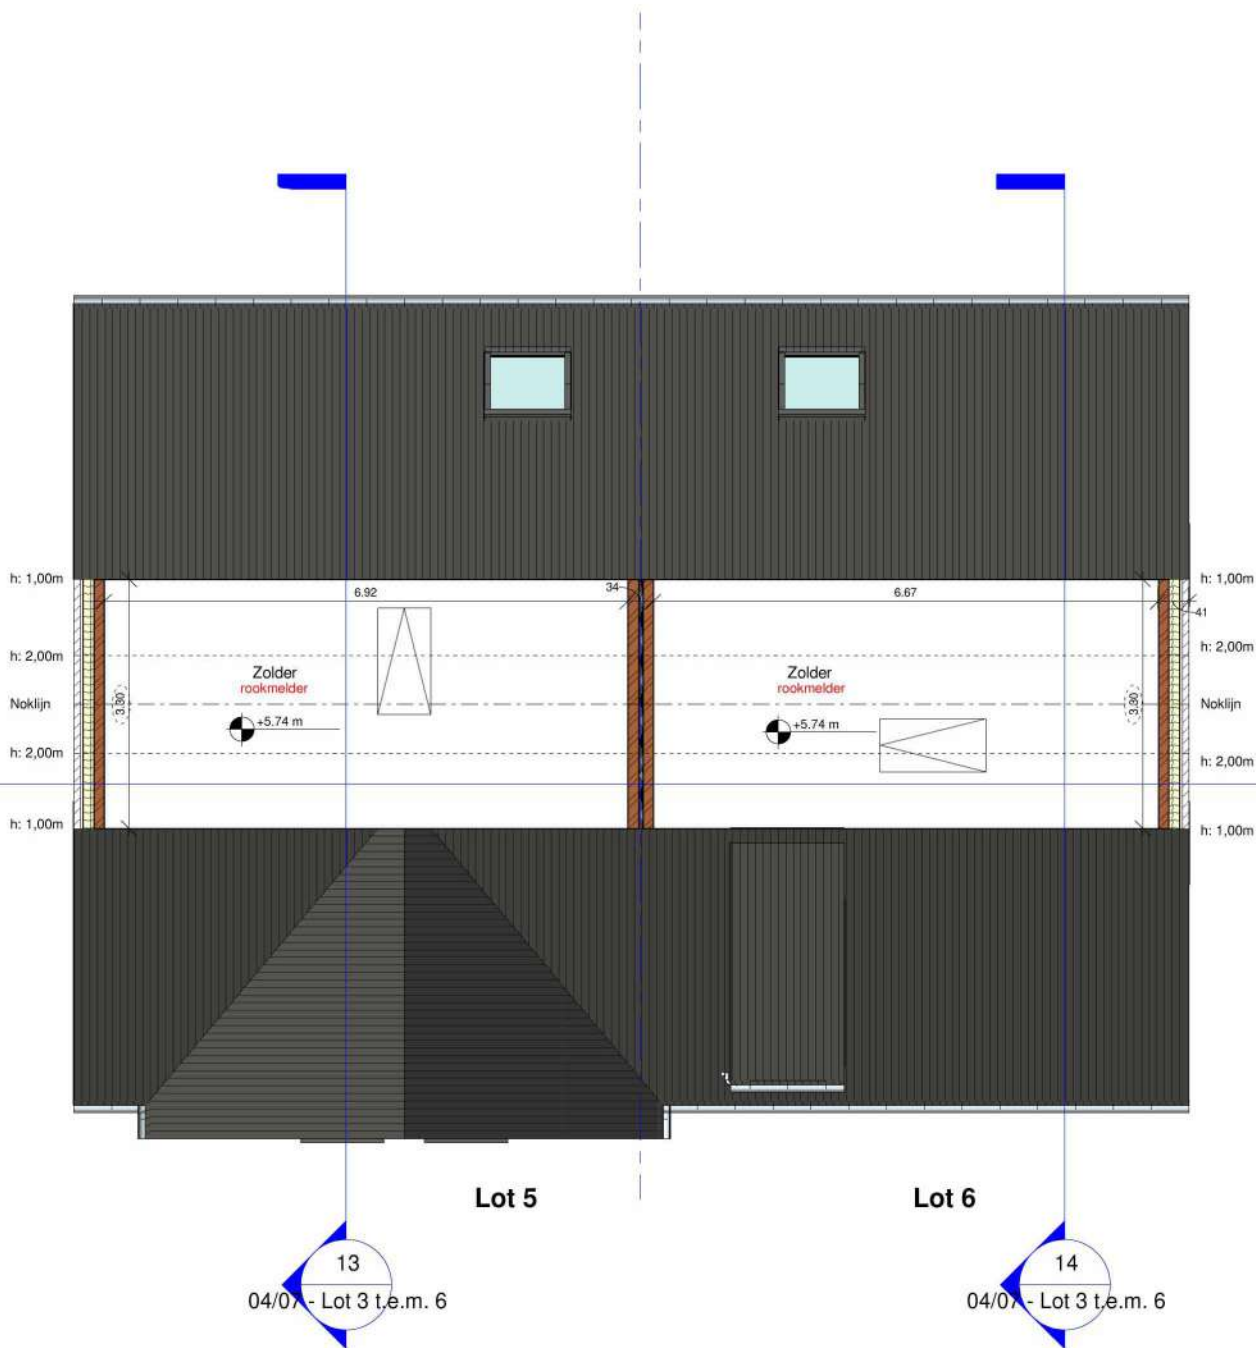 h: 1,00m
h: 1,00m
6.92
34
6.67
41
h: 2,00m
h: 2,00m
Zolder
rookmelder
Zolder
rookmelder
Noklijn
3.30
3.30
Noklijn
+5.74 m
+5.74 m
h: 2,00m
h: 2,00m
h: 1,00m
h: 1,00m
Lot 5
Lot 6
13
04/07 - Lot 3 t.e.m. 6
14
04/07 - Lot 3 t.e.m. 6